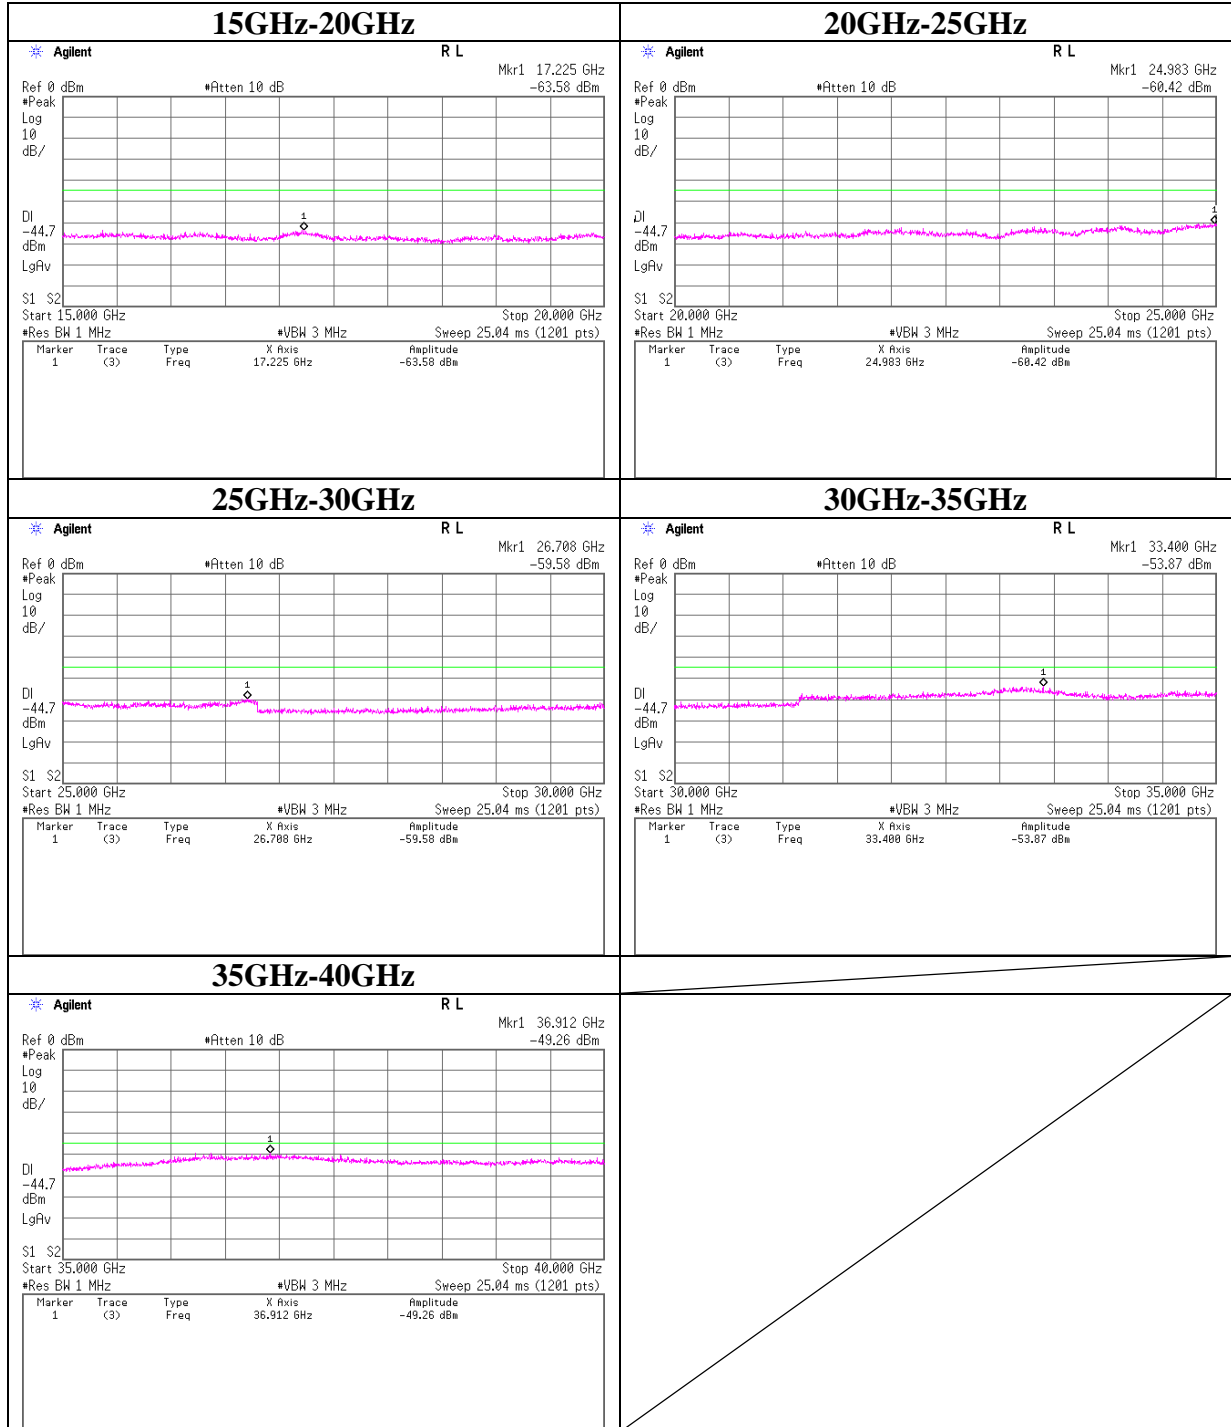 15GHz-20GHz
Agilent R L
Mkr1 17.225 GHz
Ref 0 dBm #Atten 10 dB -63.58 dBm
#Peak
Log
10
dB/
1
DI
-44.7
dBm
LgAv
S1 S2
Start 15.000 GHz Stop 20.000 GHz
#Res BW 1 MHz #VBW 3 MHz Sweep 25.04 ms (1201 pts)
Marker Trace Type X Axis Amplitude
1 (3) Freq 17.225 GHz -63.58 dBm
20GHz-25GHz
Agilent R L
Mkr1 24.983 GHz
Ref 0 dBm #Atten 10 dB -60.42 dBm
#Peak
Log
10
dB/
1
DI
-44.7
dBm
LgAv
S1 S2
Start 20.000 GHz Stop 25.000 GHz
#Res BW 1 MHz #VBW 3 MHz Sweep 25.04 ms (1201 pts)
Marker Trace Type X Axis Amplitude
1 (3) Freq 24.983 GHz -60.42 dBm
25GHz-30GHz
Agilent R L
Mkr1 26.708 GHz
Ref 0 dBm #Atten 10 dB -59.58 dBm
#Peak
Log
10
dB/
1
DI
-44.7
dBm
LgAv
S1 S2
Start 25.000 GHz Stop 30.000 GHz
#Res BW 1 MHz #VBW 3 MHz Sweep 25.04 ms (1201 pts)
Marker Trace Type X Axis Amplitude
1 (3) Freq 26.708 GHz -59.58 dBm
30GHz-35GHz
Agilent R L
Mkr1 33.400 GHz
Ref 0 dBm #Atten 10 dB -53.87 dBm
#Peak
Log
10
dB/
1
DI
-44.7
dBm
LgAv
S1 S2
Start 30.000 GHz Stop 35.000 GHz
#Res BW 1 MHz #VBW 3 MHz Sweep 25.04 ms (1201 pts)
Marker Trace Type X Axis Amplitude
1 (3) Freq 33.400 GHz -53.87 dBm
35GHz-40GHz
Agilent R L
Mkr1 36.912 GHz
Ref 0 dBm #Atten 10 dB -49.26 dBm
#Peak
Log
10
dB/
1
DI
-44.7
dBm
LgAv
S1 S2
Start 35.000 GHz Stop 40.000 GHz
#Res BW 1 MHz #VBW 3 MHz Sweep 25.04 ms (1201 pts)
Marker Trace Type X Axis Amplitude
1 (3) Freq 36.912 GHz -49.26 dBm